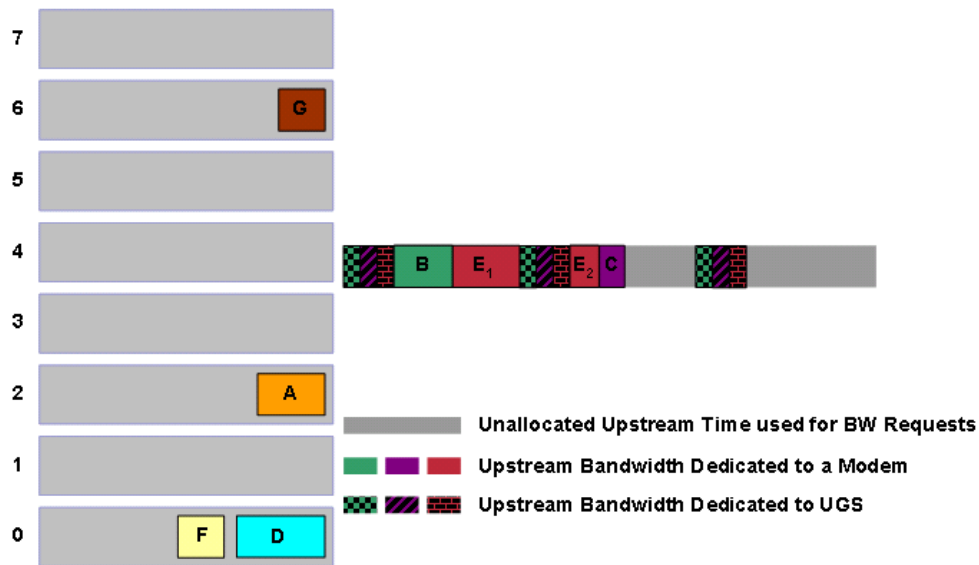 7
6 G
5
4 B E1 E2 C
3
2 A
1
0 F D
Unallocated Upstream Time used for BW Requests
Upstream Bandwidth Dedicated to a Modem
Upstream Bandwidth Dedicated to UGS